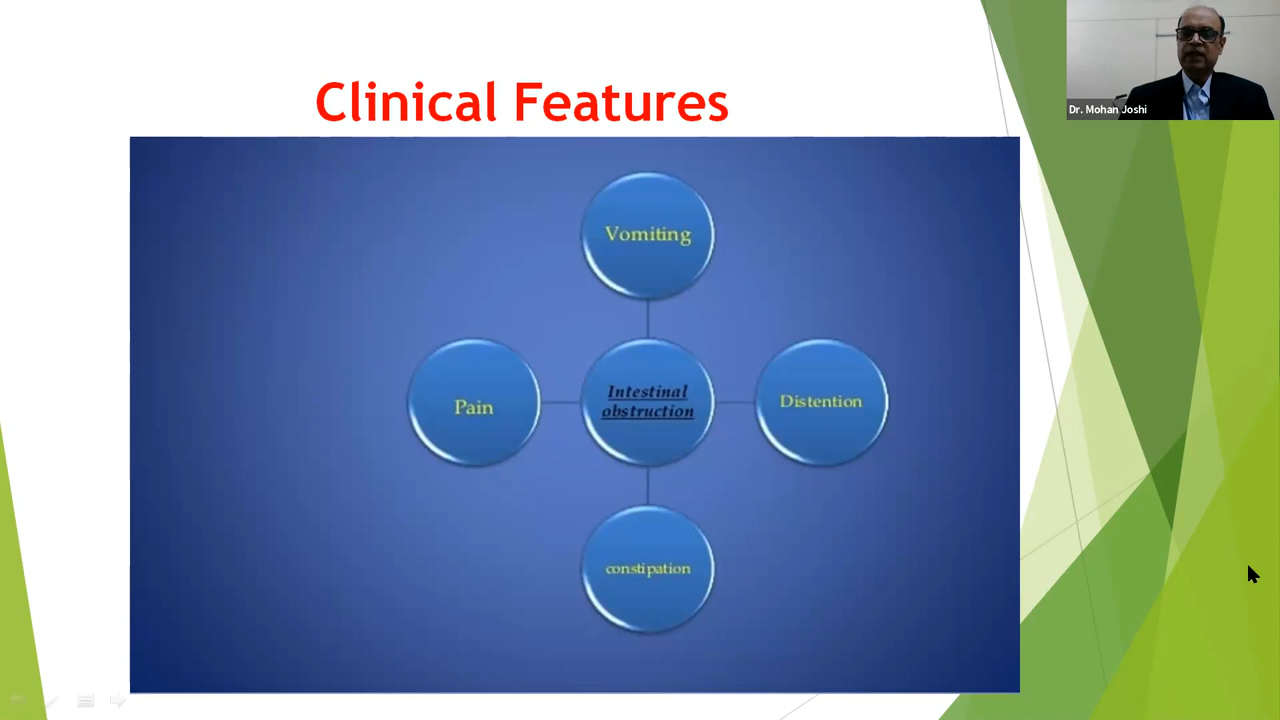 Clinical Features
Dr. Mohan Joshi
Vomiting
Pain
Intestinal
obstruction
Distention
constipation